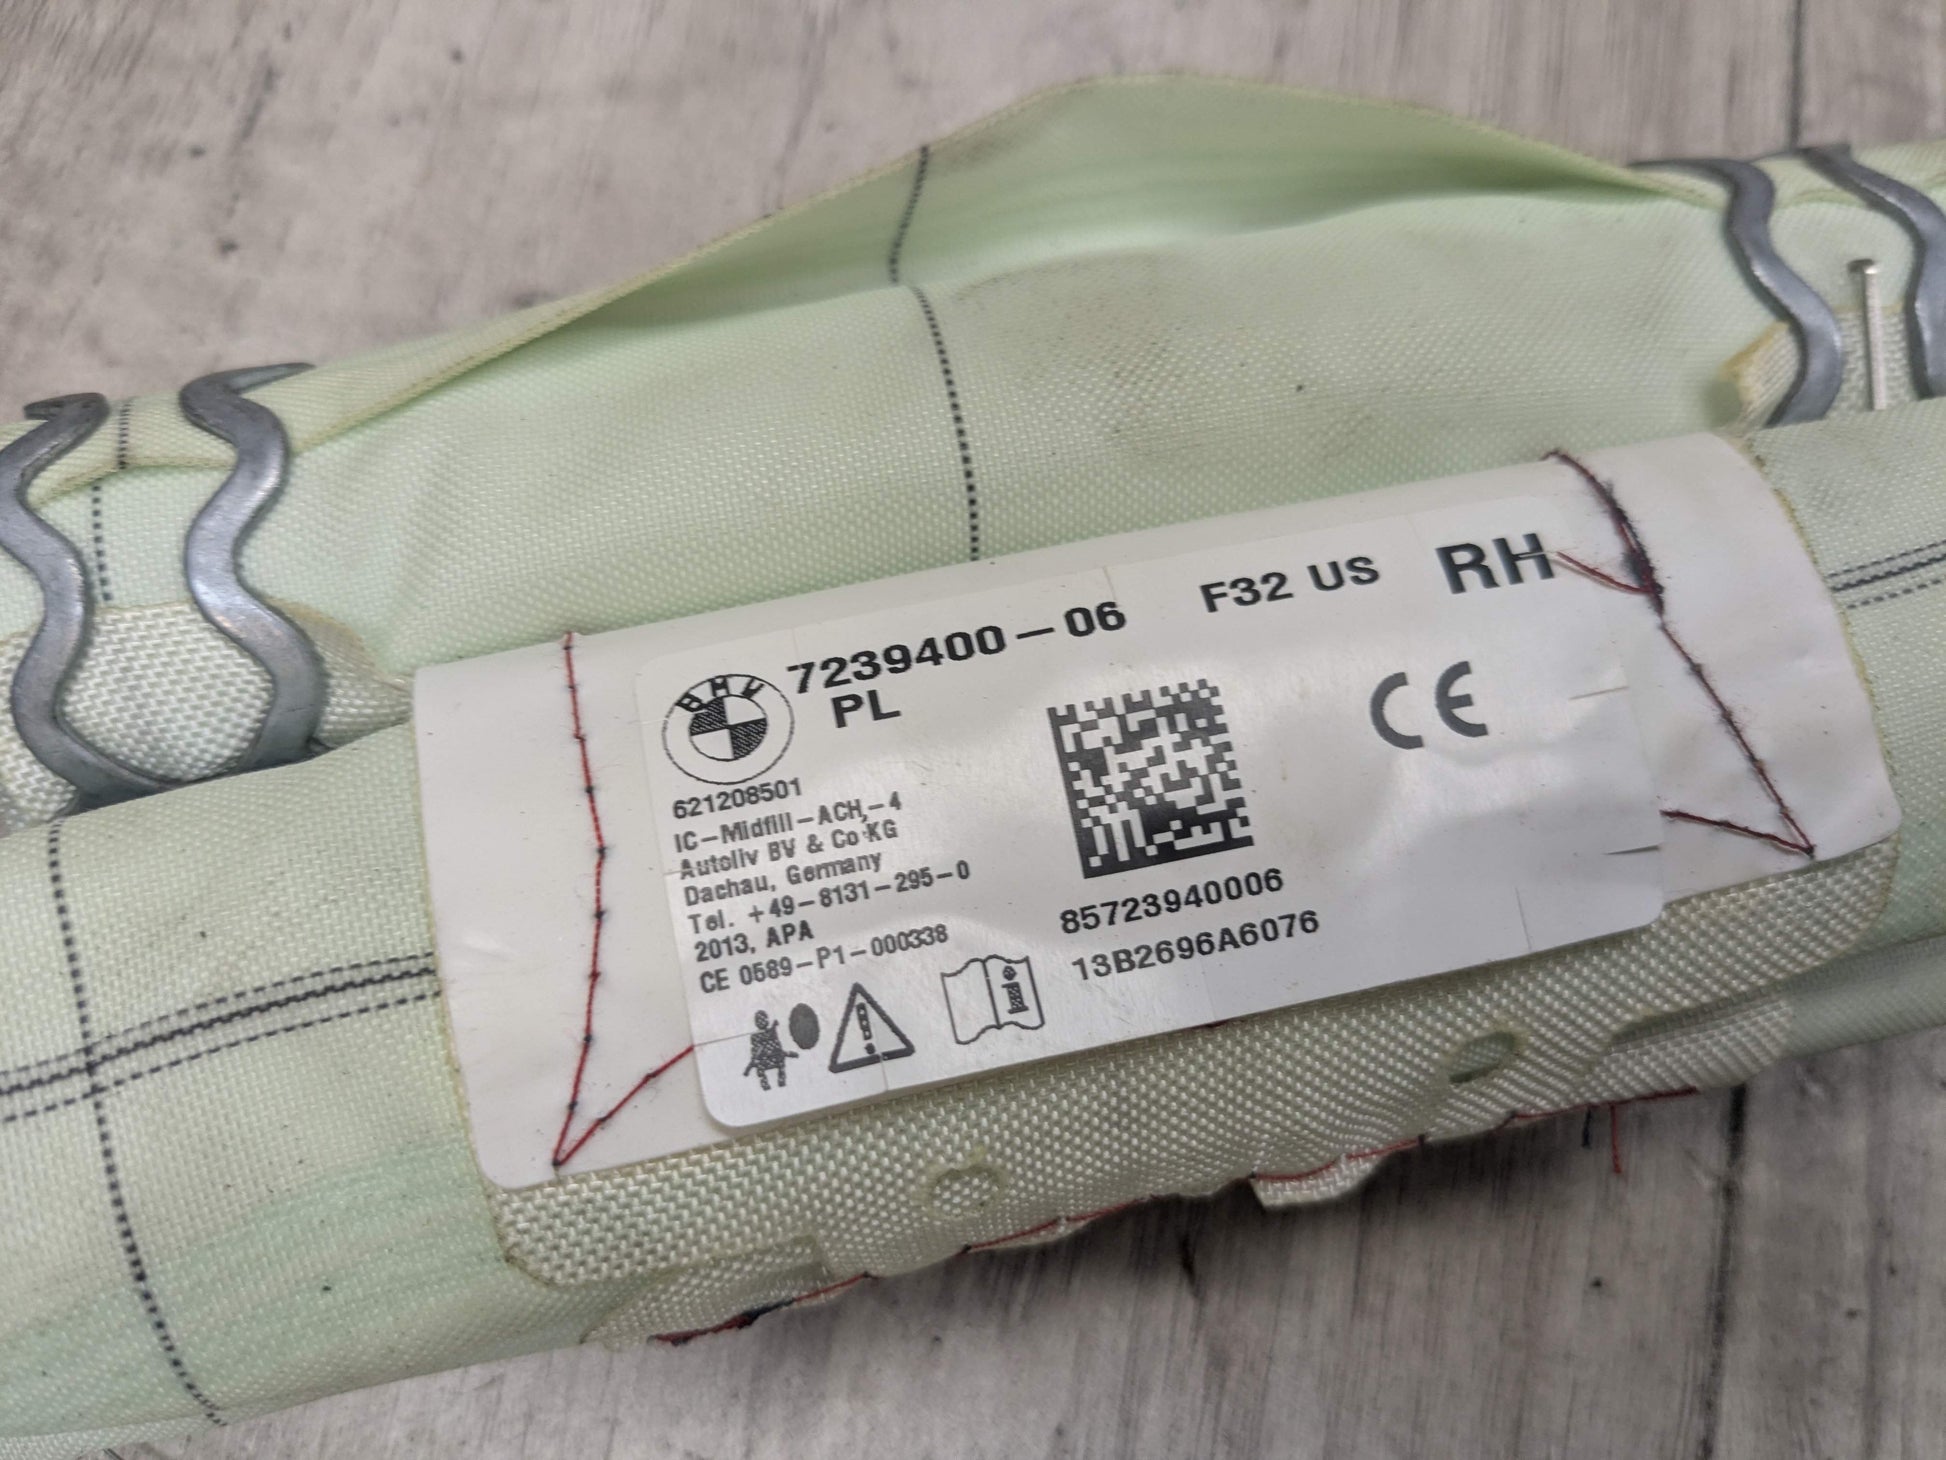 7239400-06 F32 US RH
PL
BMW
621208501
IC-Midfill-ACH,-4
Autoliv BV & Co KG
Dachau, Germany
Tel. +49-8131-295-0
2013, APA
CE 0589-P1-000338
CE
85723940006
13B2696A6076